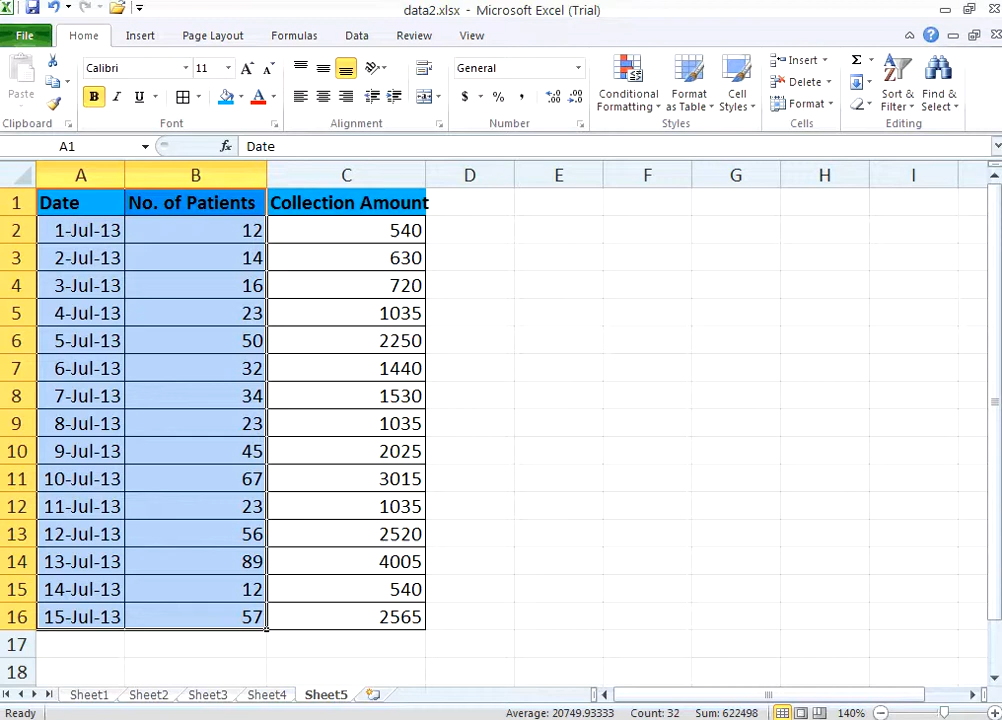 data2.xlsx - Microsoft Excel (Trial)
File Home Insert Page Layout Formulas Data Review View
Paste
Calibri 11
General
Conditional Formatting
Format as Table
Cell Styles
Insert
Delete
Format
Sort & Filter
Find & Select
Clipboard Font Alignment Number Styles Cells Editing
A1 fx Date
A B C D E F G H I
1 Date No. of Patients Collection Amount
2 1-Jul-13 12 540
3 2-Jul-13 14 630
4 3-Jul-13 16 720
5 4-Jul-13 23 1035
6 5-Jul-13 50 2250
7 6-Jul-13 32 1440
8 7-Jul-13 34 1530
9 8-Jul-13 23 1035
10 9-Jul-13 45 2025
11 10-Jul-13 67 3015
12 11-Jul-13 23 1035
13 12-Jul-13 56 2520
14 13-Jul-13 89 4005
15 14-Jul-13 12 540
16 15-Jul-13 57 2565
17
18
Sheet1 Sheet2 Sheet3 Sheet4 Sheet5
Ready Average: 20749.93333 Count: 32 Sum: 622498 140%